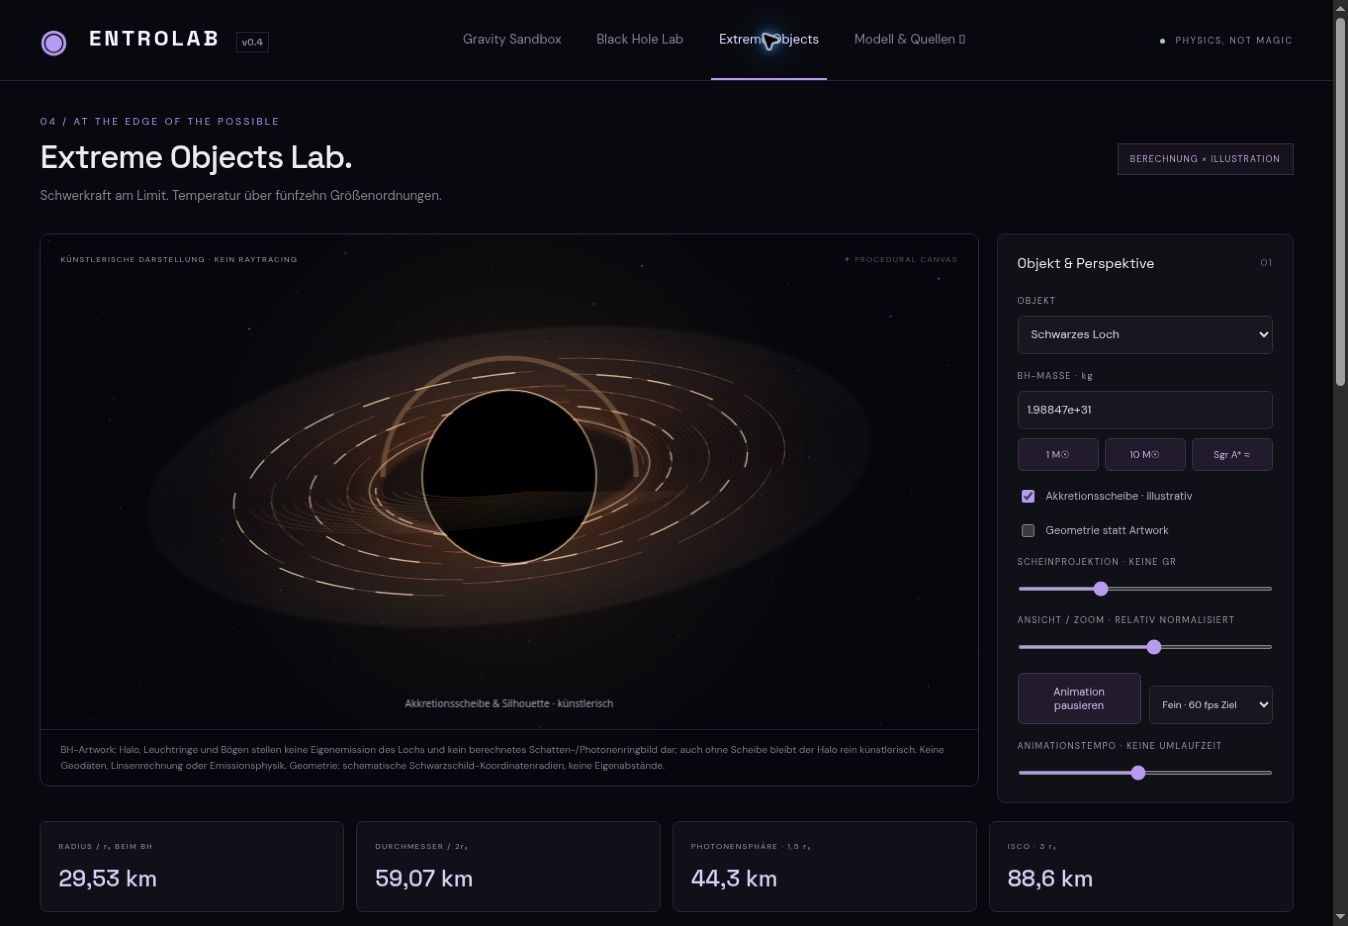 ENTROLAB v0.4
Gravity Sandbox Black Hole Lab Extreme Objects Modell & Quellen
PHYSICS, NOT MAGIC
04 / AT THE EDGE OF THE POSSIBLE
Extreme Objects Lab.
Schwerkraft am Limit. Temperatur über fünfzehn Größenordnungen.
BERECHNUNG ≠ ILLUSTRATION
KÜNSTLERISCHE DARSTELLUNG · KEIN RAYTRACING
✦ PROCEDURAL CANVAS
Akkretionsscheibe & Silhouette · künstlerisch
BH-Artwork: Halo, Leuchtringe und Bögen stellen keine Eigenemission des Lochs und kein berechnetes Schatten-/Photonenringbild dar; auch ohne Scheibe bleibt der Halo rein künstlerisch. Keine
Geodäten, Linsenrechnung oder Emissionsphysik. Geometrie: schematische Schwarzschild-Koordinatenradien, keine Eigenabstände.
Objekt & Perspektive 01
OBJEKT
Schwarzes Loch
BH-MASSE · kg
1.98847e+31
1 M☉ 10 M☉ Sgr A* ≈
Akkretionsscheibe · illustrativ
Geometrie statt Artwork
SCHEINPROJEKTION · KEINE GR
ANSICHT / ZOOM · RELATIV NORMALISIERT
Animation
pausieren
Fein · 60 fps Ziel
ANIMATIONSTEMPO · KEINE UMLAUFZEIT
RADIUS / rₛ BEIM BH
29,53 km
DURCHMESSER / 2rₛ
59,07 km
PHOTONENSPHÄRE · 1,5 rₛ
44,3 km
ISCO · 3 rₛ
88,6 km